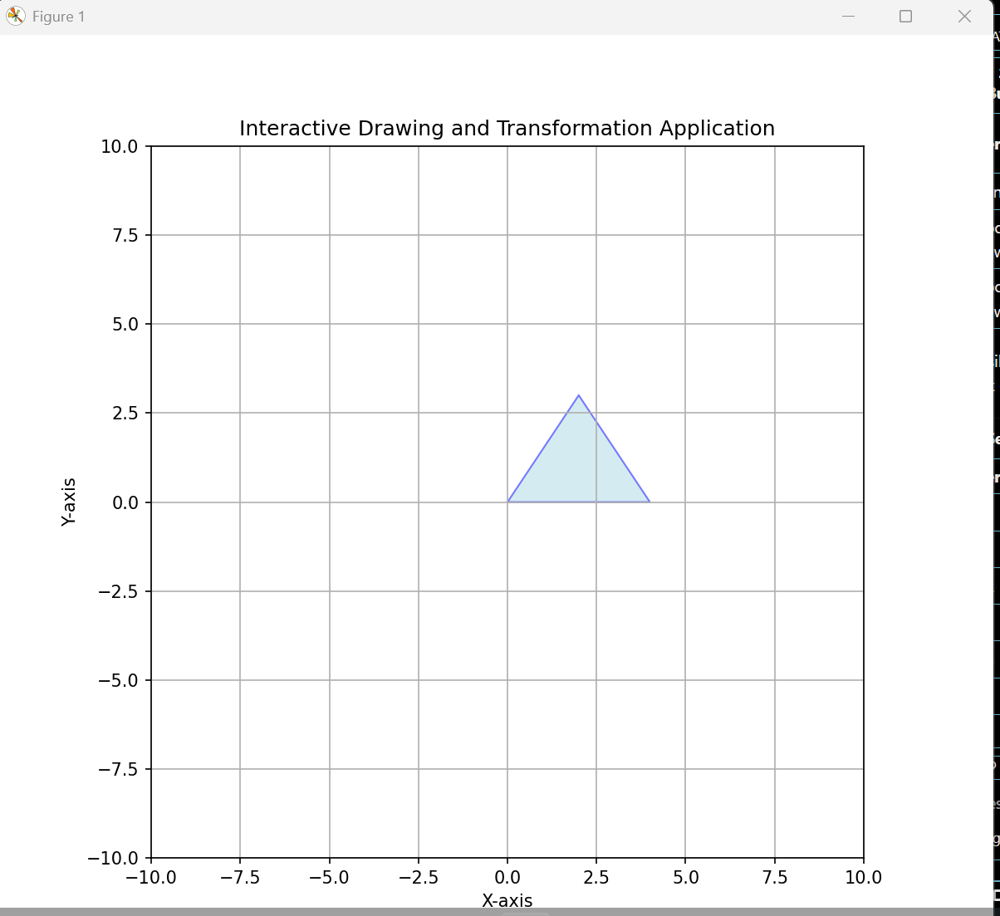 Figure 1
Interactive Drawing and Transformation Application
10.0
7.5
5.0
2.5
0.0
−2.5
−5.0
−7.5
−10.0
Y-axis
−10.0 −7.5 −5.0 −2.5 0.0 2.5 5.0 7.5 10.0
X-axis